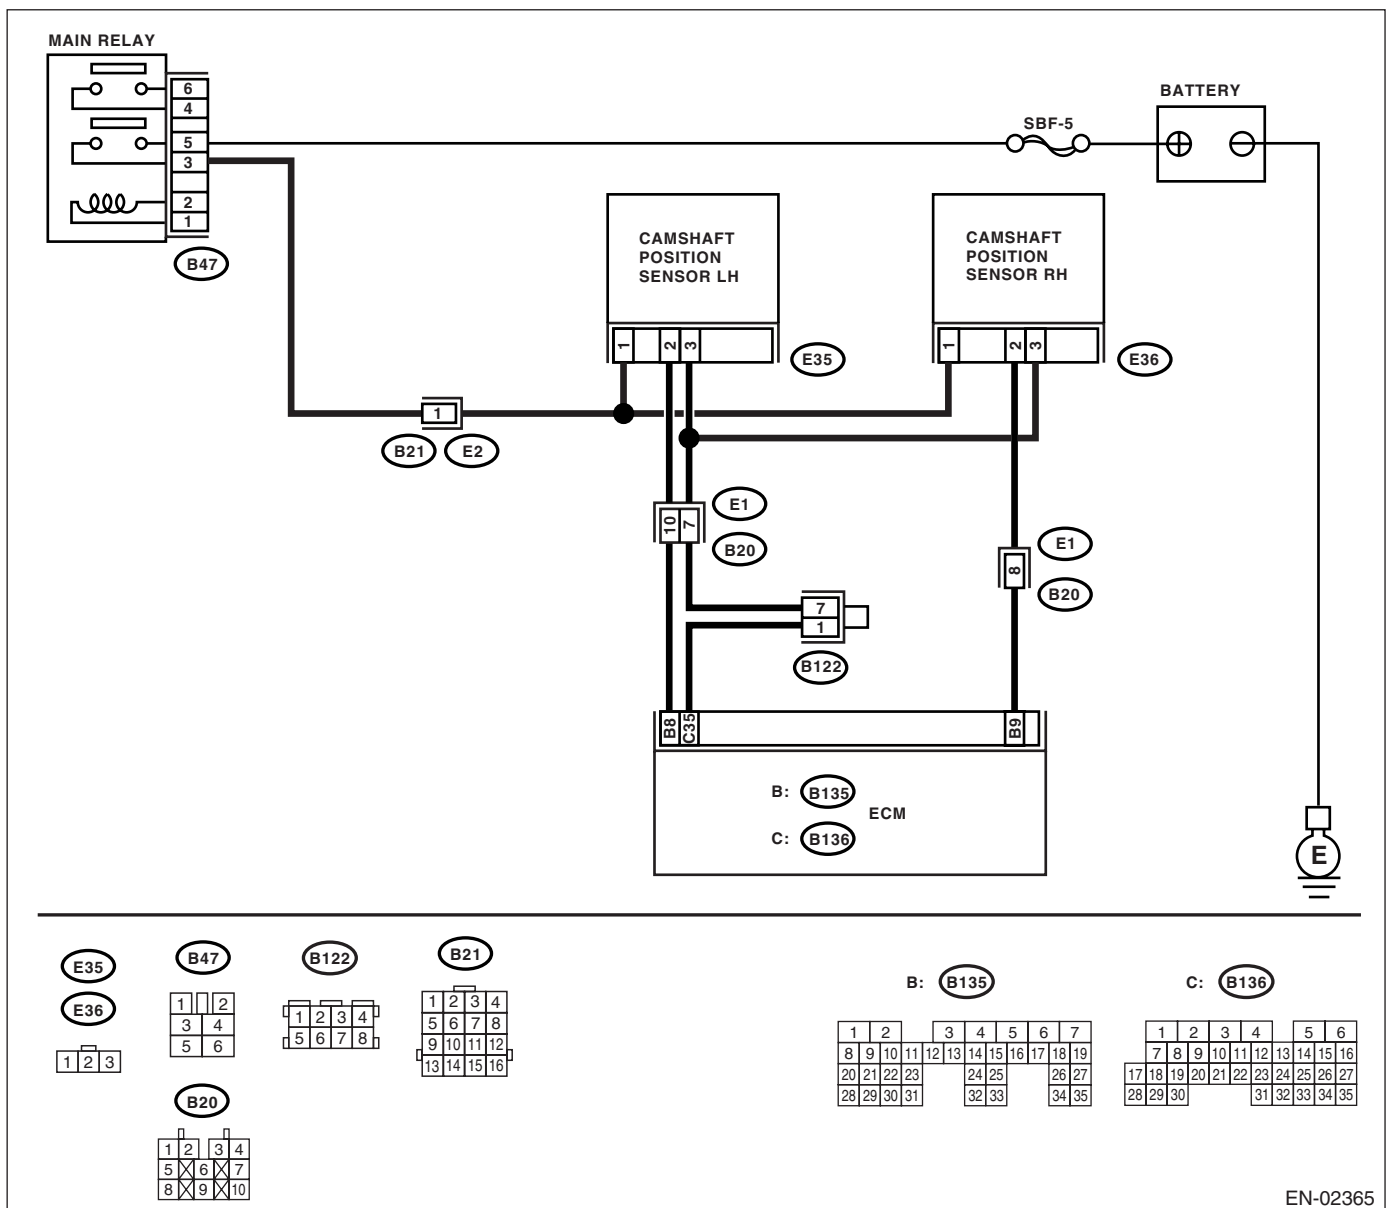 MAIN RELAY
6
4
5
3
2
1
B47
SBF-5
BATTERY
CAMSHAFT
POSITION
SENSOR LH
1 2 3
E35
CAMSHAFT
POSITION
SENSOR RH
1 2 3
E36
1
B21 E2
10 7
E1
B20
8
E1
B20
7
1
B122
B8 C35 B9
B: B135
ECM
C: B136
E
E35
E36
1 2 3
B47
1 2
3 4
5 6
B122
1 2 3 4
5 6 7 8
B21
1 2 3 4
5 6 7 8
9 10 11 12
13 14 15 16
B20
1 2 3 4
5 6 7
8 9 10
B: B135
1 2 3 4 5 6 7
8 9 10 11 12 13 14 15 16 17 18 19
20 21 22 23 24 25 26 27
28 29 30 31 32 33 34 35
C: B136
1 2 3 4 5 6
7 8 9 10 11 12 13 14 15 16
17 18 19 20 21 22 23 24 25 26 27
28 29 30 31 32 33 34 35
EN-02365